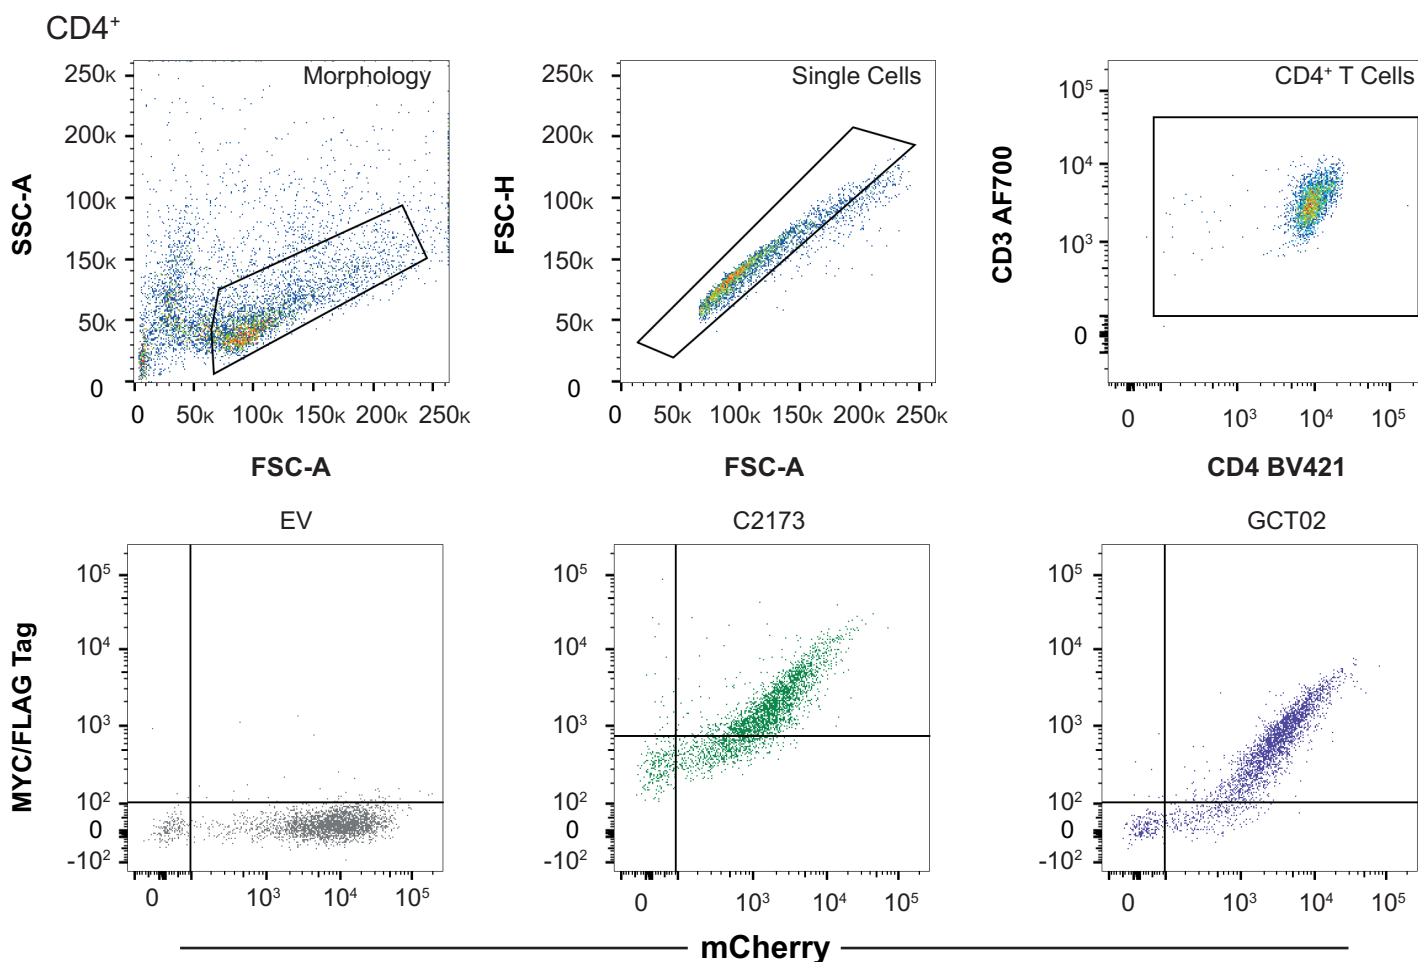 CD4⁺
Morphology
250K
200K
100K
150K
50K
0
0 50K 100K 150K 200K 250K
SSC-A
FSC-A
Single Cells
250K
200K
100K
150K
50K
0
0 50K 100K 150K 200K 250K
FSC-H
FSC-A
CD4⁺ T Cells
10⁵
10⁴
10³
0
0 10³ 10⁴ 10⁵
CD3 AF700
CD4 BV421
EV
10⁵
10⁴
10³
10²
0
-10²
0 10³ 10⁴ 10⁵
MYC/FLAG Tag
C2173
10⁵
10⁴
10³
10²
0
-10²
0 10³ 10⁴ 10⁵
GCT02
10⁵
10⁴
10³
10²
0
-10²
0 10³ 10⁴ 10⁵
mCherry